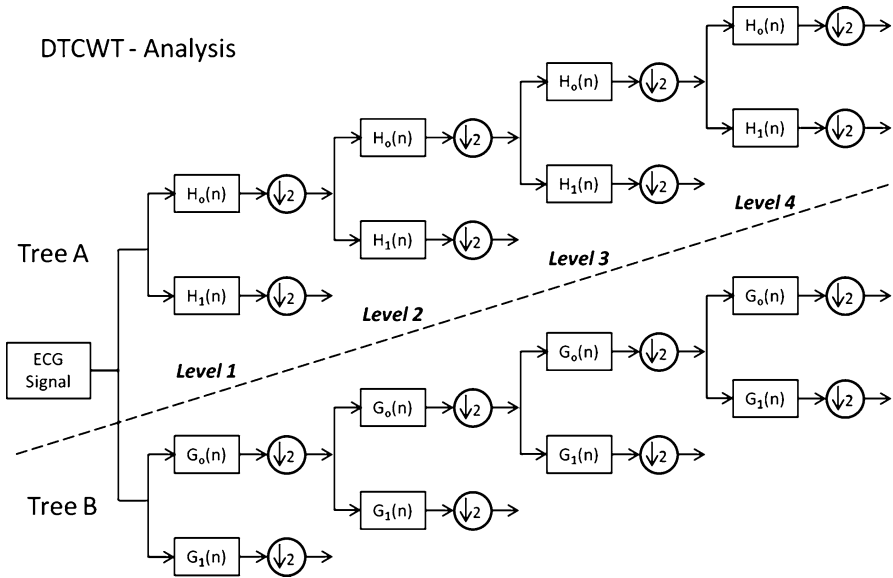 DTCWT - Analysis
Hₒ(n) ↓2
Hₒ(n) ↓2
H₁(n) ↓2
Hₒ(n) ↓2
H₁(n) ↓2
Hₒ(n) ↓2
H₁(n) ↓2
Tree A
H₁(n) ↓2
Level 4
Level 3
Level 2
Level 1
ECG
Signal
Gₒ(n) ↓2
Gₒ(n) ↓2
G₁(n) ↓2
Gₒ(n) ↓2
G₁(n) ↓2
Gₒ(n) ↓2
Tree B
G₁(n) ↓2
G₁(n) ↓2